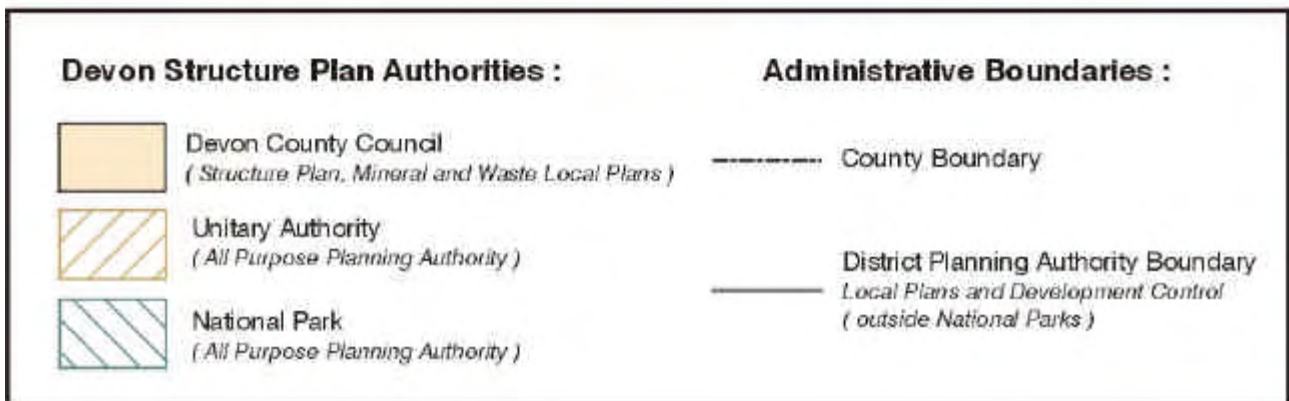 Devon Structure Plan Authorities :
Devon County Council
( Structure Plan, Mineral and Waste Local Plans )
Unitary Authority
( All Purpose Planning Authority )
National Park
( All Purpose Planning Authority )
Administrative Boundaries :
County Boundary
District Planning Authority Boundary
Local Plans and Development Control
( outside National Parks )